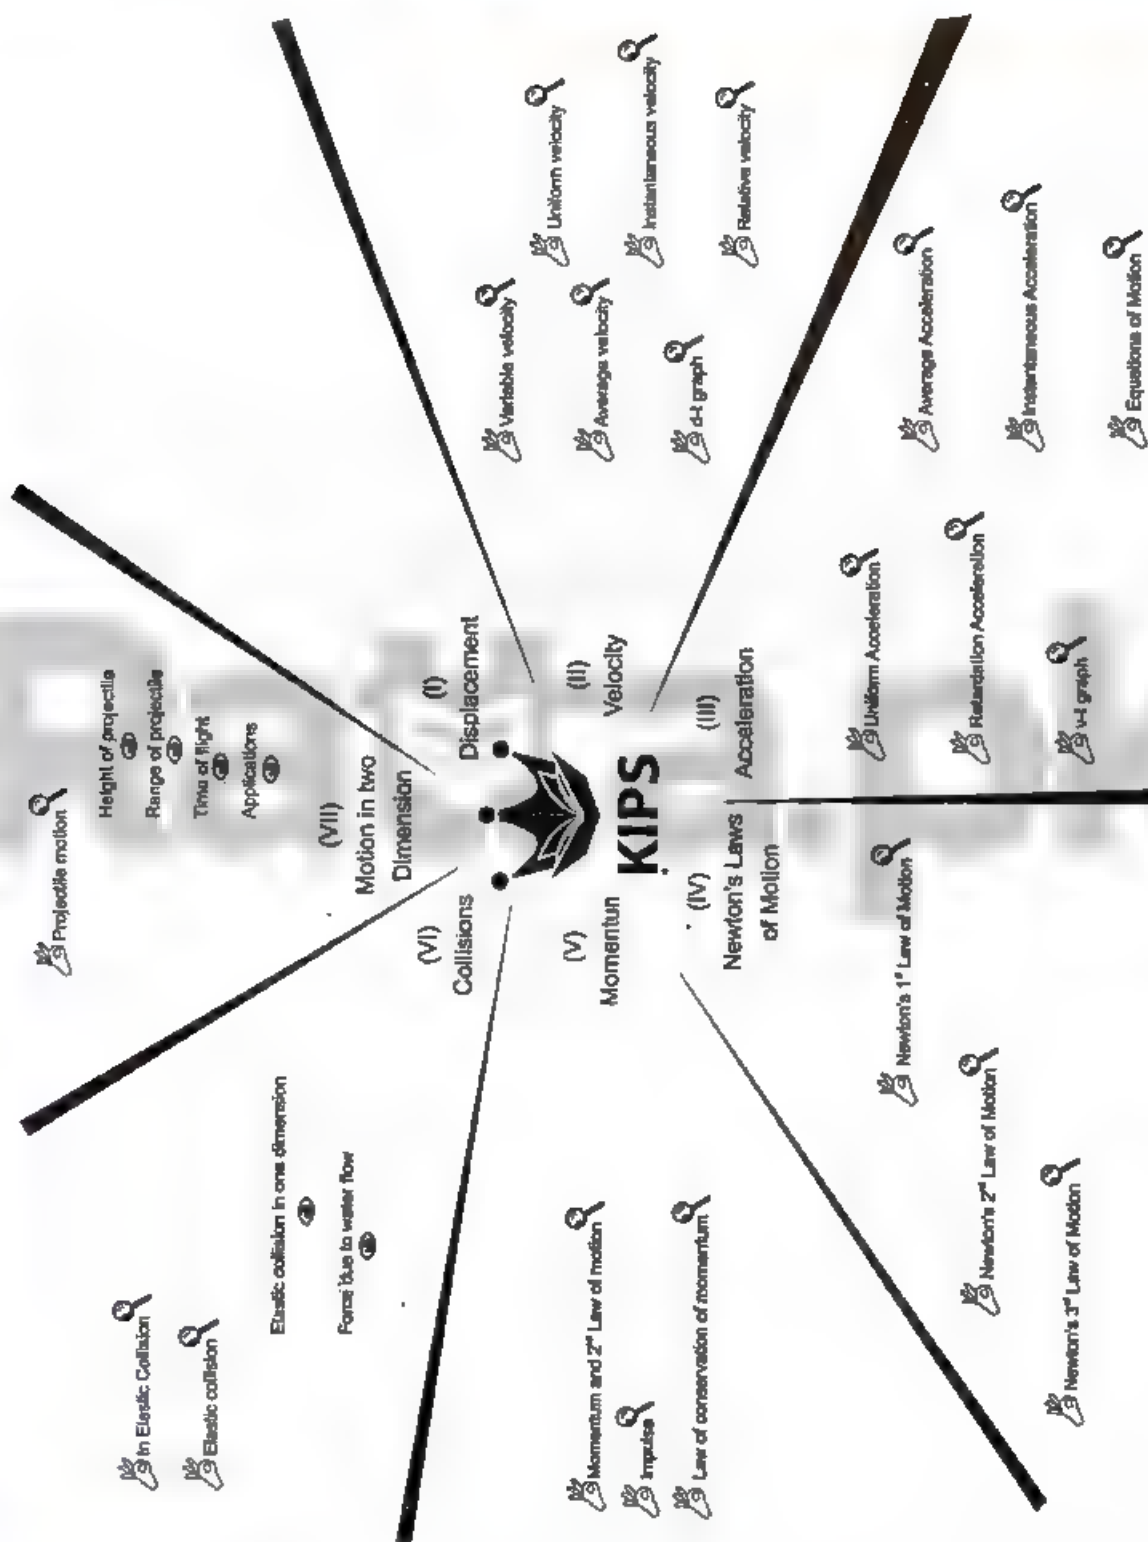 KIPS
(I)
Displacement
(II)
Velocity
Variable velocity
Uniform velocity
Average velocity
Instantaneous velocity
d-t graph
Relative velocity
(III)
Acceleration
Uniform Acceleration
Average Acceleration
Retardation Acceleration
Instantaneous Acceleration
v-t graph
Equations of Motion
(IV)
Newton's Laws
of Motion
Newton's 1st Law of Motion
Newton's 2nd Law of Motion
Newton's 3rd Law of Motion
(V)
Momentun
Momentum and 2nd Law of motion
Impulse
Law of conservation of momentum
(VI)
Collisions
In Elastic Collision
Elastic collision
Elastic collision in one dimension
Force due to water flow
(VII)
Motion in two
Dimension
Projectile motion
Height of projectile
Range of projectile
Time of flight
Applications